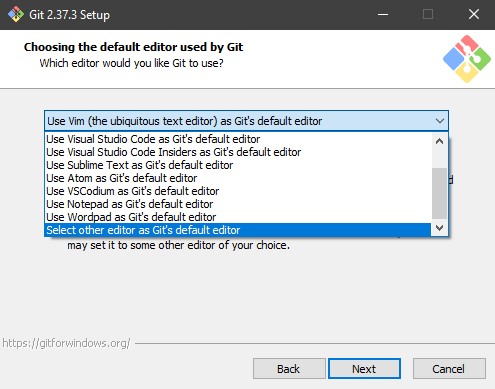 Git 2.37.3 Setup
Choosing the default editor used by Git
Which editor would you like Git to use?
Use Vim (the ubiquitous text editor) as Git's default editor
Use Visual Studio Code as Git's default editor
Use Visual Studio Code Insiders as Git's default editor
Use Sublime Text as Git's default editor
Use Atom as Git's default editor
Use VSCodium as Git's default editor
Use Notepad as Git's default editor
Use Wordpad as Git's default editor
Select other editor as Git's default editor
may set it to some other editor of your choice.
https://gitforwindows.org/
Back
Next
Cancel